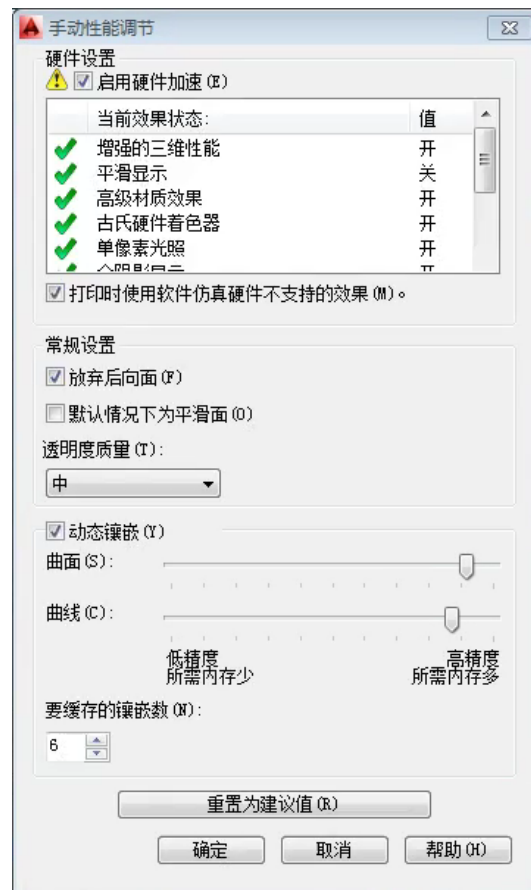 手动性能调节
硬件设置
启用硬件加速(E)
当前效果状态: 值
增强的三维性能 开
平滑显示 关
高级材质效果 开
古氏硬件着色器 开
单像素光照 开
打印时使用软件仿真硬件不支持的效果(M)。
常规设置
放弃后向面(F)
默认情况下为平滑面(O)
透明度质量(T):
中
动态镶嵌(Y)
曲面(S):
曲线(C):
低精度 高精度
所需内存少 所需内存多
要缓存的镶嵌数(N):
6
重置为建议值(R)
确定 取消 帮助(H)